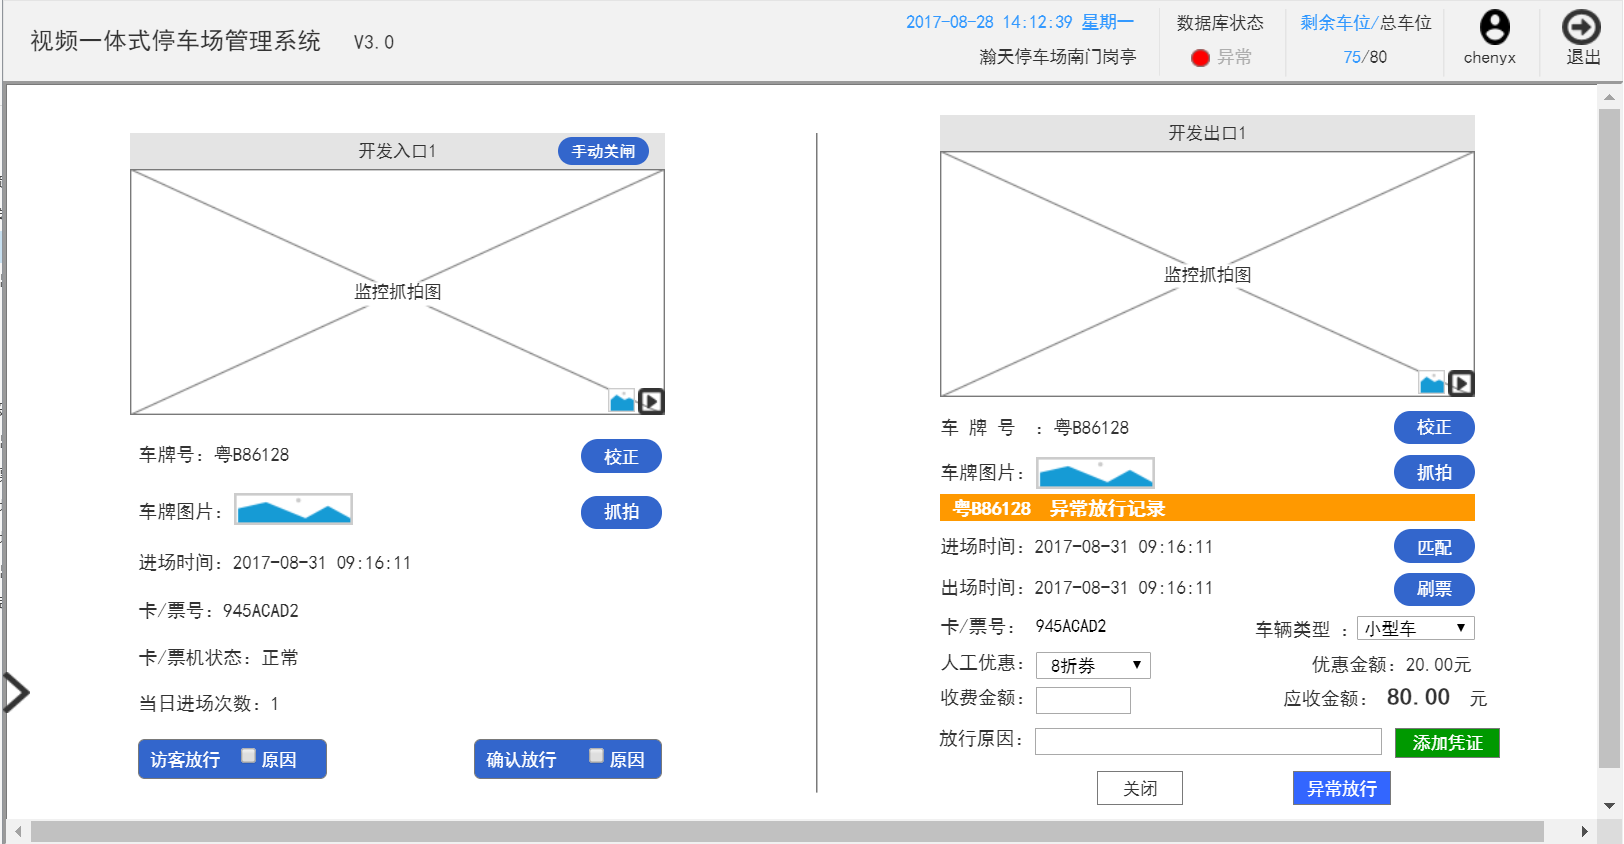 视频一体式停车场管理系统 V3.0
2017-08-28 14:12:39 星期一
瀚天停车场南门岗亭
数据库状态
异常
剩余车位/总车位
75/80
chenyx
退出
开发入口1 手动关闸
监控抓拍图
车牌号：粤B86128 校正
车牌图片： 抓拍
进场时间：2017-08-31 09:16:11
卡/票号：945ACAD2
卡/票机状态：正常
当日进场次数：1
访客放行 原因 确认放行 原因
开发出口1
监控抓拍图
车 牌 号 ：粤B86128 校正
车牌图片： 抓拍
粤B86128 异常放行记录
进场时间：2017-08-31 09:16:11 匹配
出场时间：2017-08-31 09:16:11 刷票
卡/票号： 945ACAD2 车辆类型 ：小型车
人工优惠： 8折券 优惠金额：20.00元
收费金额： 应收金额： 80.00 元
放行原因： 添加凭证
关闭 异常放行